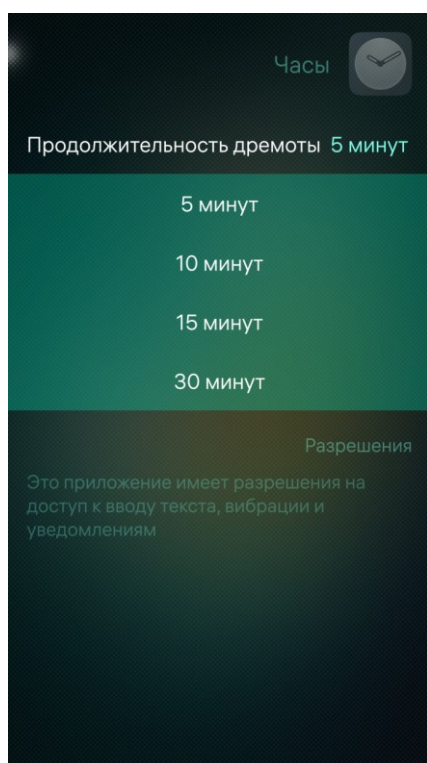 Часы
Продолжительность дремоты 5 минут
5 минут
10 минут
15 минут
30 минут
Разрешения
Это приложение имеет разрешения на
доступ к вводу текста, вибрации и
уведомлениям